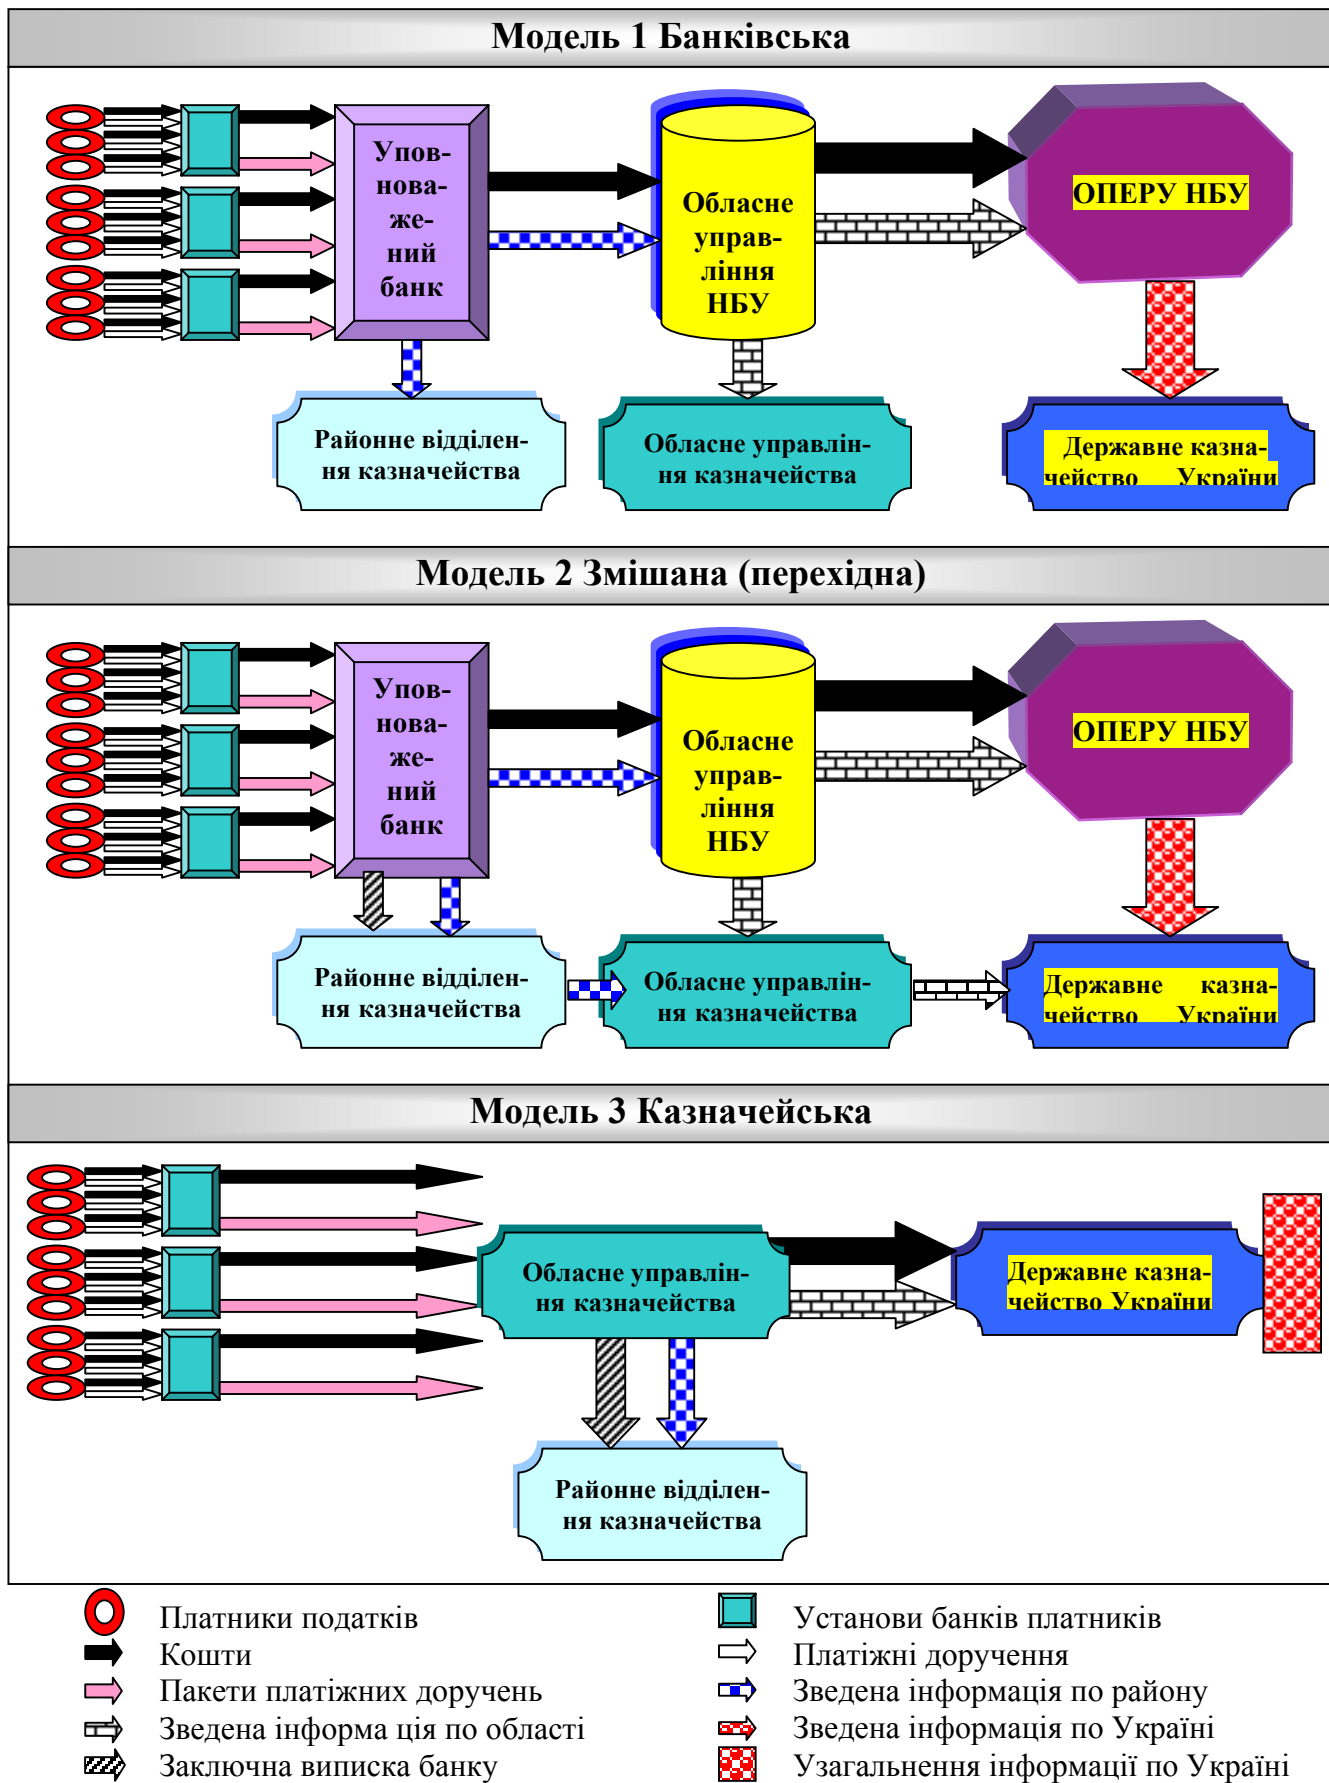 Модель 1 Банківська
Упов-
нова-
же-
ний
банк
Обласне
управ-
ління
НБУ
ОПЕРУ НБУ
Районне відділен-
ня казначейства
Обласне управлін-
ня казначейства
Державне казна-
чейство України
Модель 2 Змішана (перехідна)
Упов-
нова-
же-
ний
банк
Обласне
управ-
ління
НБУ
ОПЕРУ НБУ
Районне відділен-
ня казначейства
Обласне управлін-
ня казначейства
Державне казна-
чейство України
Модель 3 Казначейська
Обласне управлін-
ня казначейства
Державне казна-
чейство України
Районне відділен-
ня казначейства
Платники податків
Установи банків платників
Кошти
Платіжні доручення
Пакети платіжних доручень
Зведена інформація по району
Зведена інформа ція по області
Зведена інформація по Україні
Заключна виписка банку
Узагальнення інформації по Україні